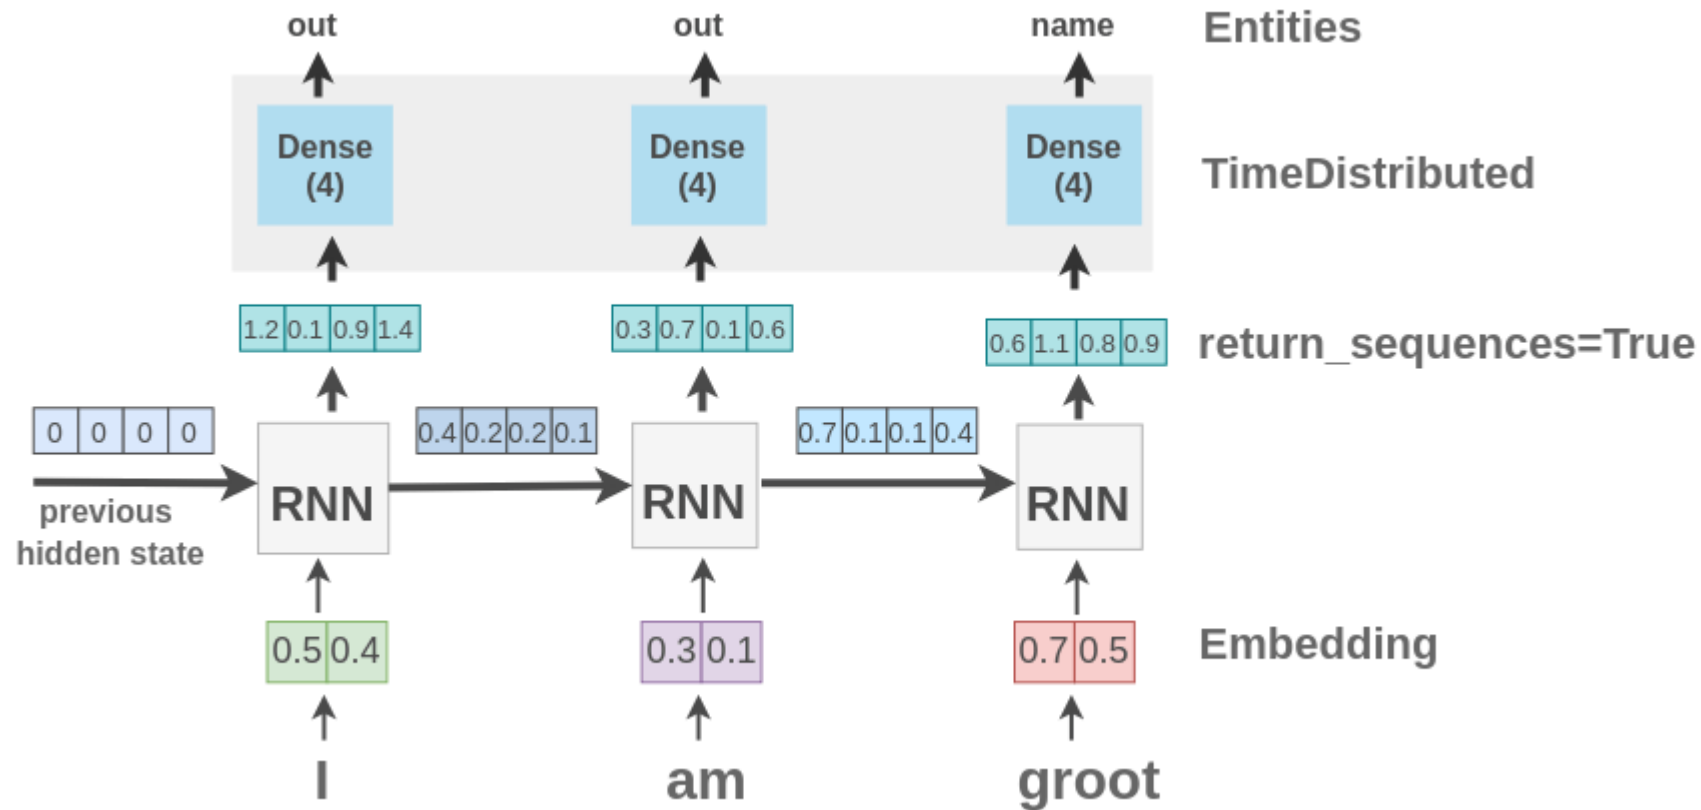 out out name Entities
Dense Dense Dense
(4) (4) (4) TimeDistributed
1.2 0.1 0.9 1.4 0.3 0.7 0.1 0.6 0.6 1.1 0.8 0.9 return_sequences=True
0 0 0 0 0.4 0.2 0.2 0.1 0.7 0.1 0.1 0.4
RNN RNN RNN
previous
hidden state
0.5 0.4 0.3 0.1 0.7 0.5 Embedding
I am groot